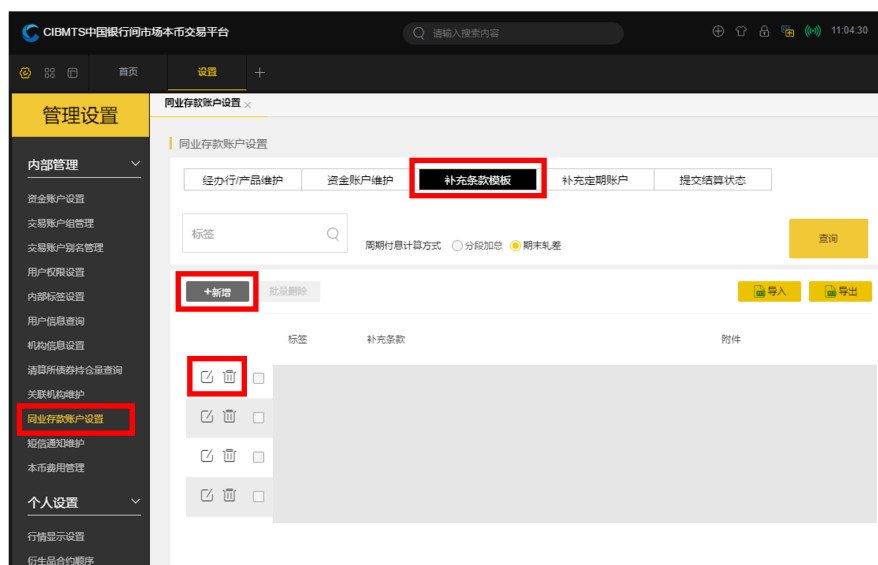 CIBMTS中国银行间市场本币交易平台
请输入搜索内容
11:04:30
首页
设置
管理设置
同业存款账户设置
内部管理
资金账户设置
交易账户组管理
交易账户别名管理
用户权限设置
内部标签设置
用户信息查询
机构信息设置
清算所债券持仓量查询
关联机构维护
同业存款账户设置
短信通知维护
本币费用管理
个人设置
行情显示设置
衍生品合约顺序
同业存款账户设置
经办行/产品维护
资金账户维护
补充条款模板
补充定期账户
提交结算状态
标签
周期付息计算方式
分段加总
期末轧差
查询
+新增
批量删除
导入
导出
标签
补充条款
附件